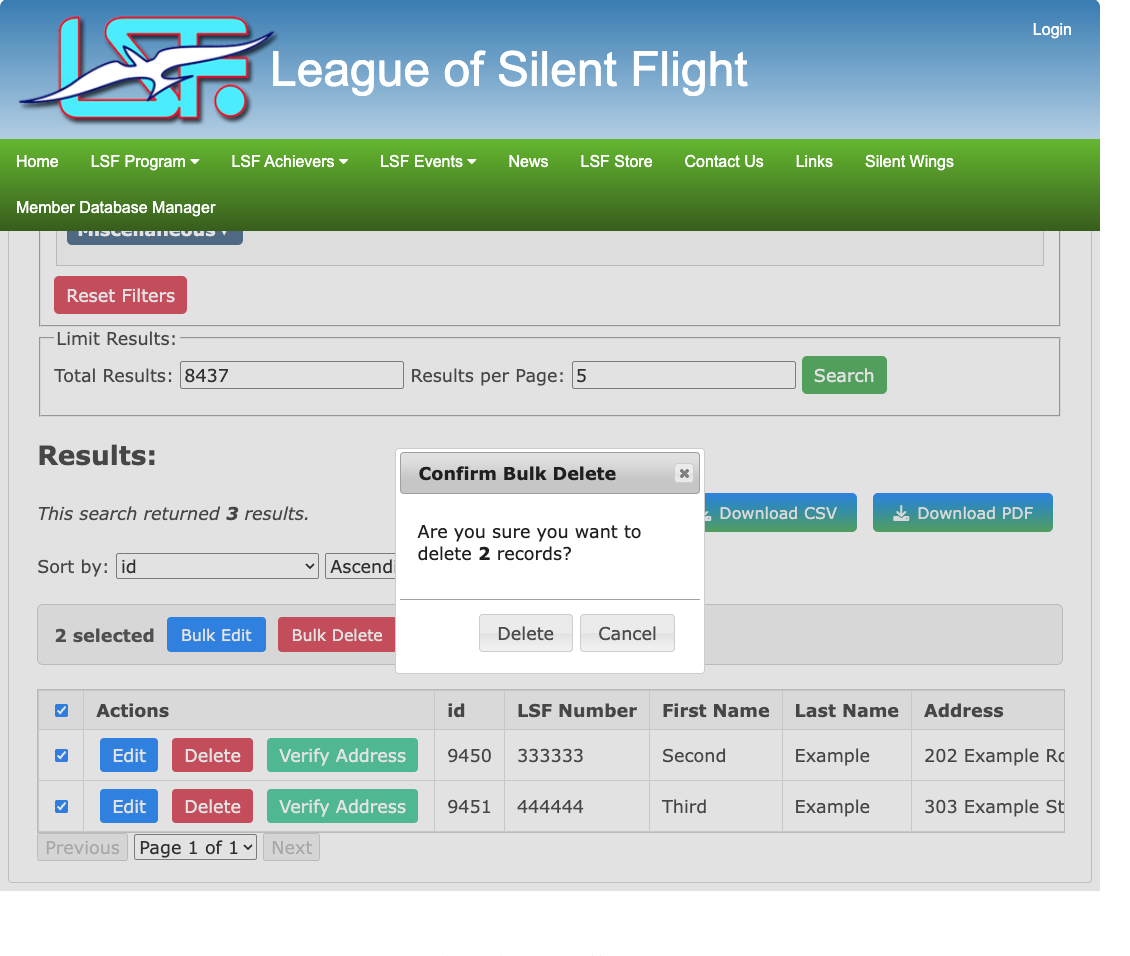 LSF.
League of Silent Flight
Login
Home LSF Program LSF Achievers LSF Events News LSF Store Contact Us Links Silent Wings
Member Database Manager
Miscellaneous
Reset Filters
Limit Results:
Total Results: 8437 Results per Page: 5 Search
Results:
This search returned 3 results.
Download CSV Download PDF
Sort by: id Ascendi
2 selected Bulk Edit Bulk Delete
Confirm Bulk Delete
Are you sure you want to
delete 2 records?
Delete Cancel
Actions id LSF Number First Name Last Name Address
Edit Delete Verify Address 9450 333333 Second Example 202 Example Rd
Edit Delete Verify Address 9451 444444 Third Example 303 Example St
Previous Page 1 of 1 Next